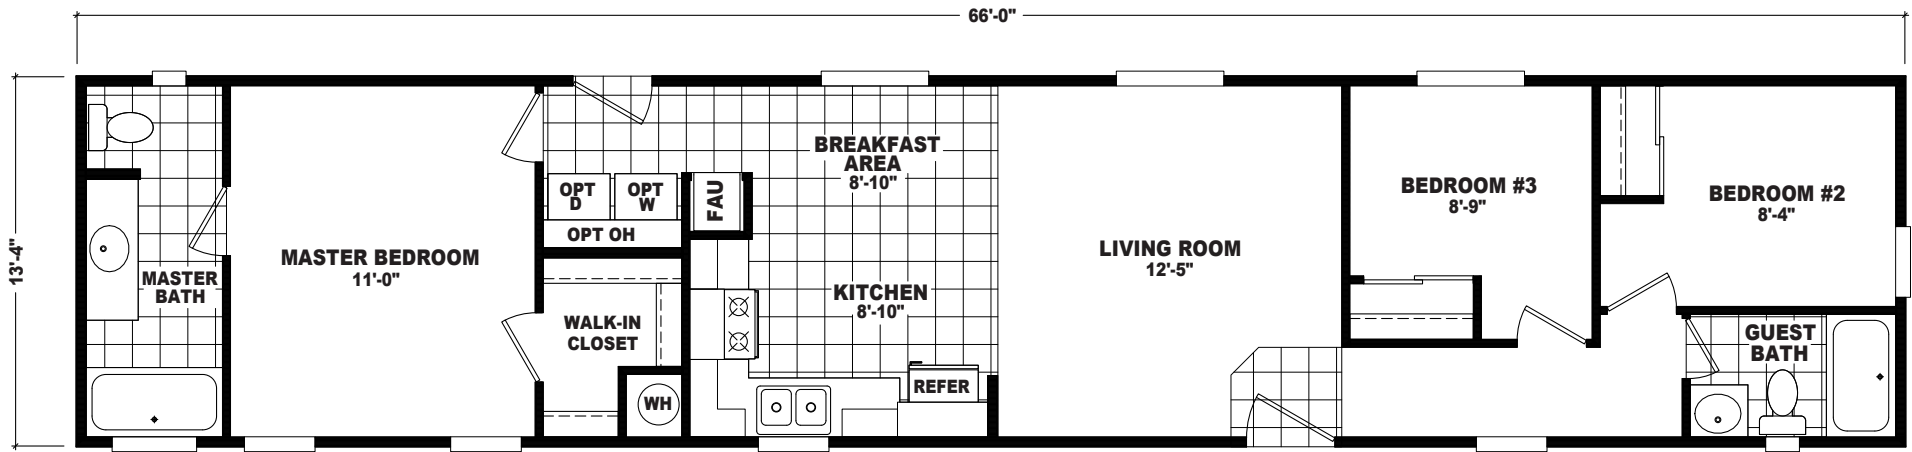 66'-0"
13'-4"
MASTER
BATH
MASTER BEDROOM
11'-0"
OPT
D
OPT
W
OPT OH
FAU
WALK-IN
CLOSET
WH
BREAKFAST
AREA
8'-10"
KITCHEN
8'-10"
REFER
LIVING ROOM
12'-5"
BEDROOM #3
8'-9"
BEDROOM #2
8'-4"
GUEST
BATH